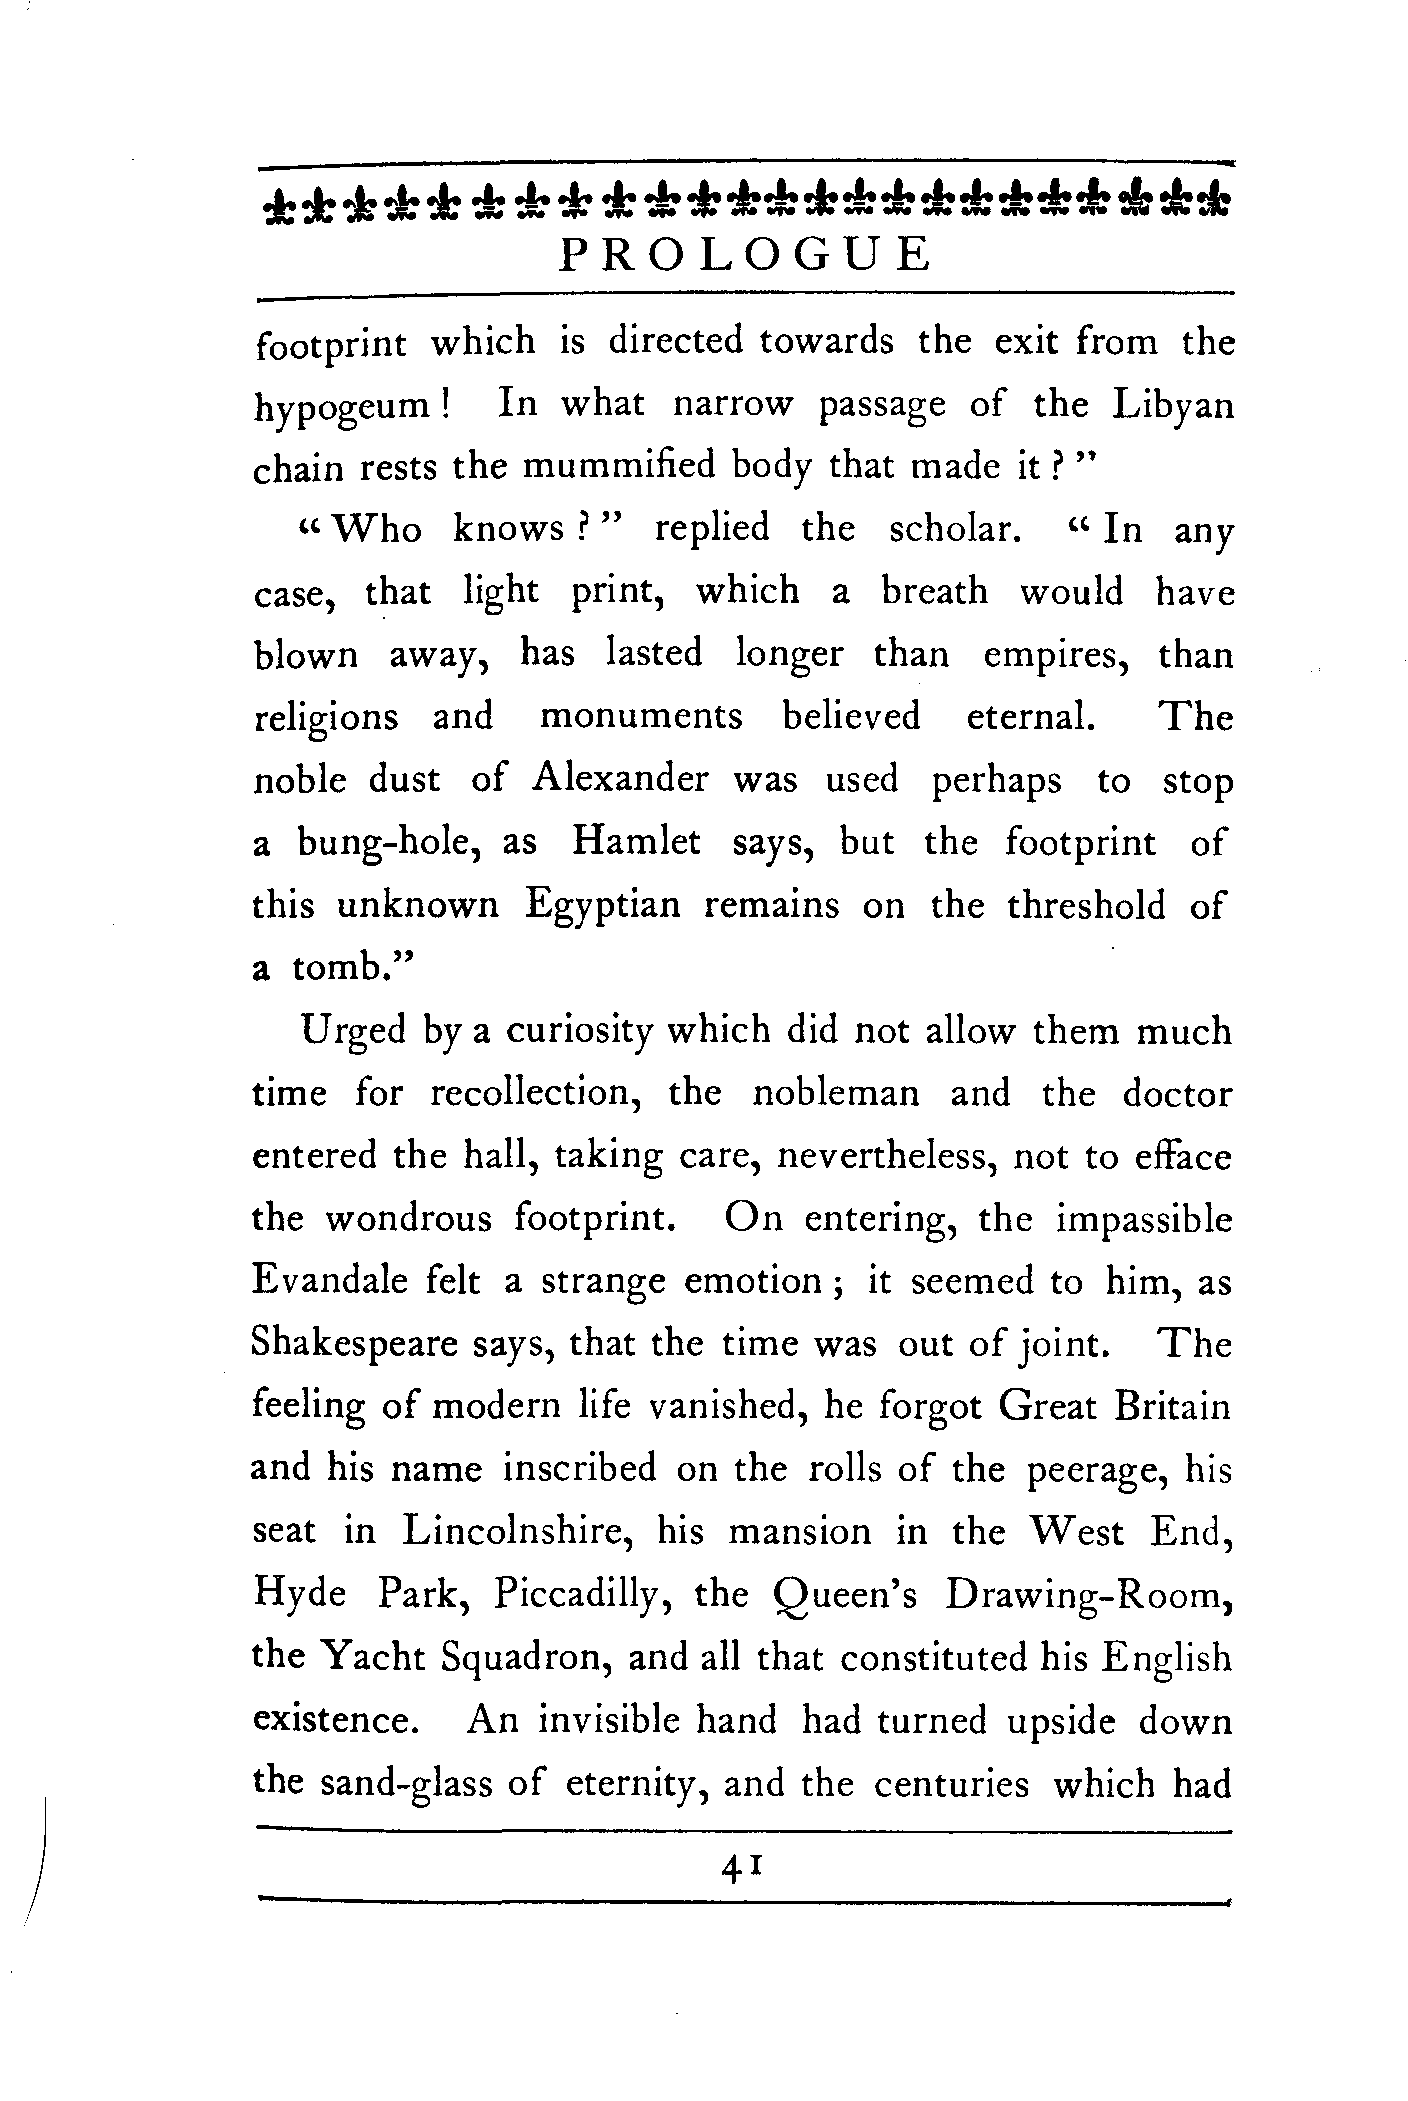 PROLOGUE
footprint which is directed towards the exit from the
hypogeum! In what narrow passage of the Libyan
chain rests the mummified body that made it?"
"Who knows?" replied the scholar. "In any
case, that light print, which a breath would have
blown away, has lasted longer than empires, than
religions and monuments believed eternal. The
noble dust of Alexander was used perhaps to stop
a bung-hole, as Hamlet says, but the footprint of
this unknown Egyptian remains on the threshold of
a tomb."
Urged by a curiosity which did not allow them much
time for recollection, the nobleman and the doctor
entered the hall, taking care, nevertheless, not to efface
the wondrous footprint. On entering, the impassible
Evandale felt a strange emotion; it seemed to him, as
Shakespeare says, that the time was out of joint. The
feeling of modern life vanished, he forgot Great Britain
and his name inscribed on the rolls of the peerage, his
seat in Lincolnshire, his mansion in the West End,
Hyde Park, Piccadilly, the Queen's Drawing-Room,
the Yacht Squadron, and all that constituted his English
existence. An invisible hand had turned upside down
the sand-glass of eternity, and the centuries which had
41